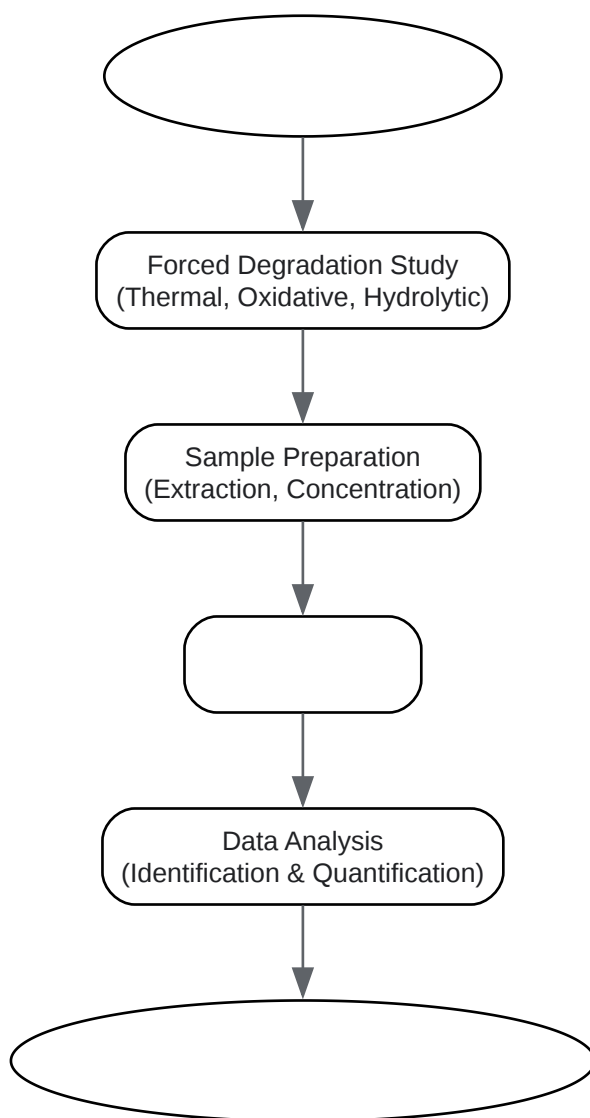 Forced Degradation Study
(Thermal, Oxidative, Hydrolytic)
Sample Preparation
(Extraction, Concentration)
Data Analysis
(Identification & Quantification)